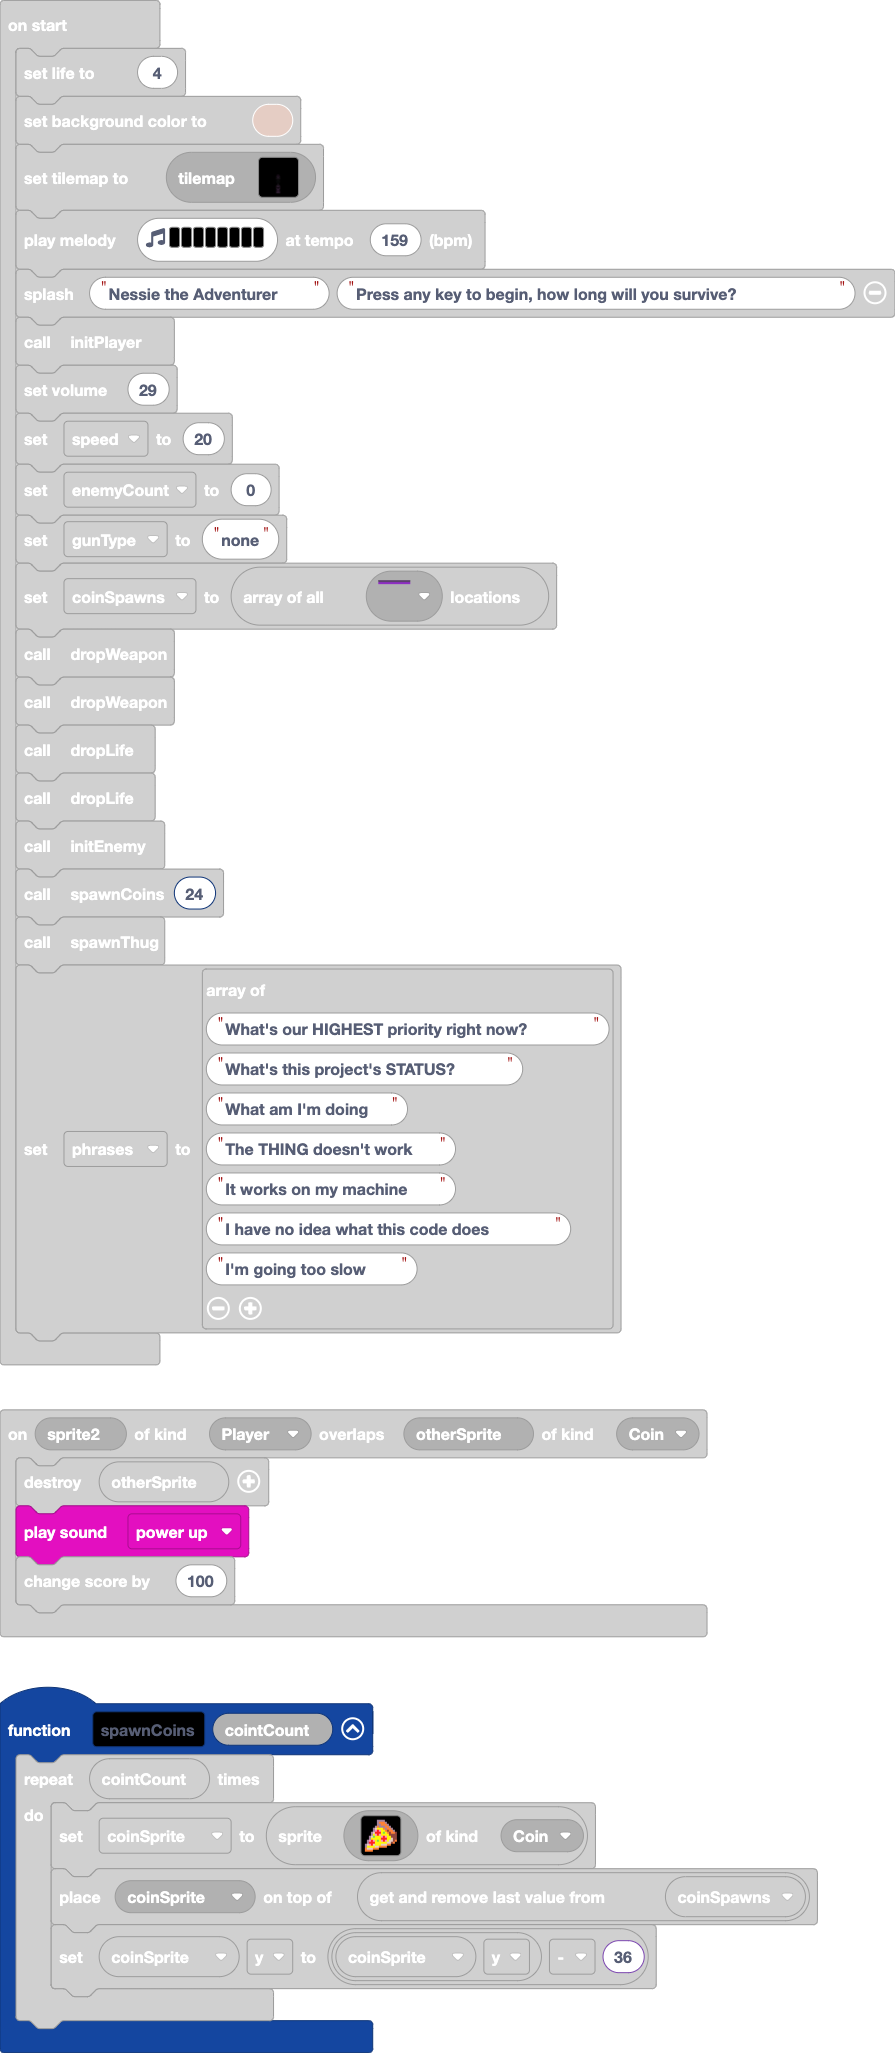 on start
set life to 4
set background color to
set tilemap to tilemap
play melody at tempo 159 (bpm)
splash "Nessie the Adventurer" "Press any key to begin, how long will you survive?"
call initPlayer
set volume 29
set speed to 20
set enemyCount to 0
set gunType to "none"
set coinSpawns to array of all locations
call dropWeapon
call dropWeapon
call dropLife
call dropLife
call initEnemy
call spawnCoins 24
call spawnThug
array of
"What's our HIGHEST priority right now?"
"What's this project's STATUS?"
"What am I'm doing"
set phrases to "The THING doesn't work"
"It works on my machine"
"I have no idea what this code does"
"I'm going too slow"
on sprite2 of kind Player overlaps otherSprite of kind Coin
destroy otherSprite
play sound power up
change score by 100
function spawnCoins cointCount
repeat cointCount times
do
set coinSprite to sprite of kind Coin
place coinSprite on top of get and remove last value from coinSpawns
set coinSprite y to coinSprite y - 36